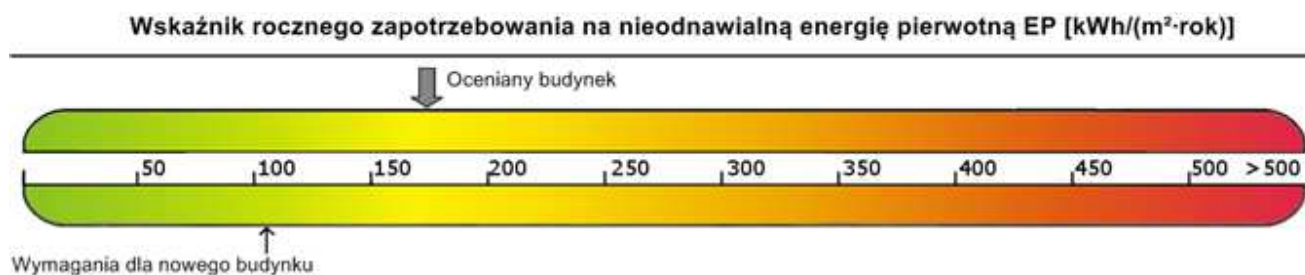 Wskaźnik rocznego zapotrzebowania na nieodnawialną energię pierwotną EP [kWh/(m²·rok)]
Oceniany budynek
50 100 150 200 250 300 350 400 450 500 >500
Wymagania dla nowego budynku